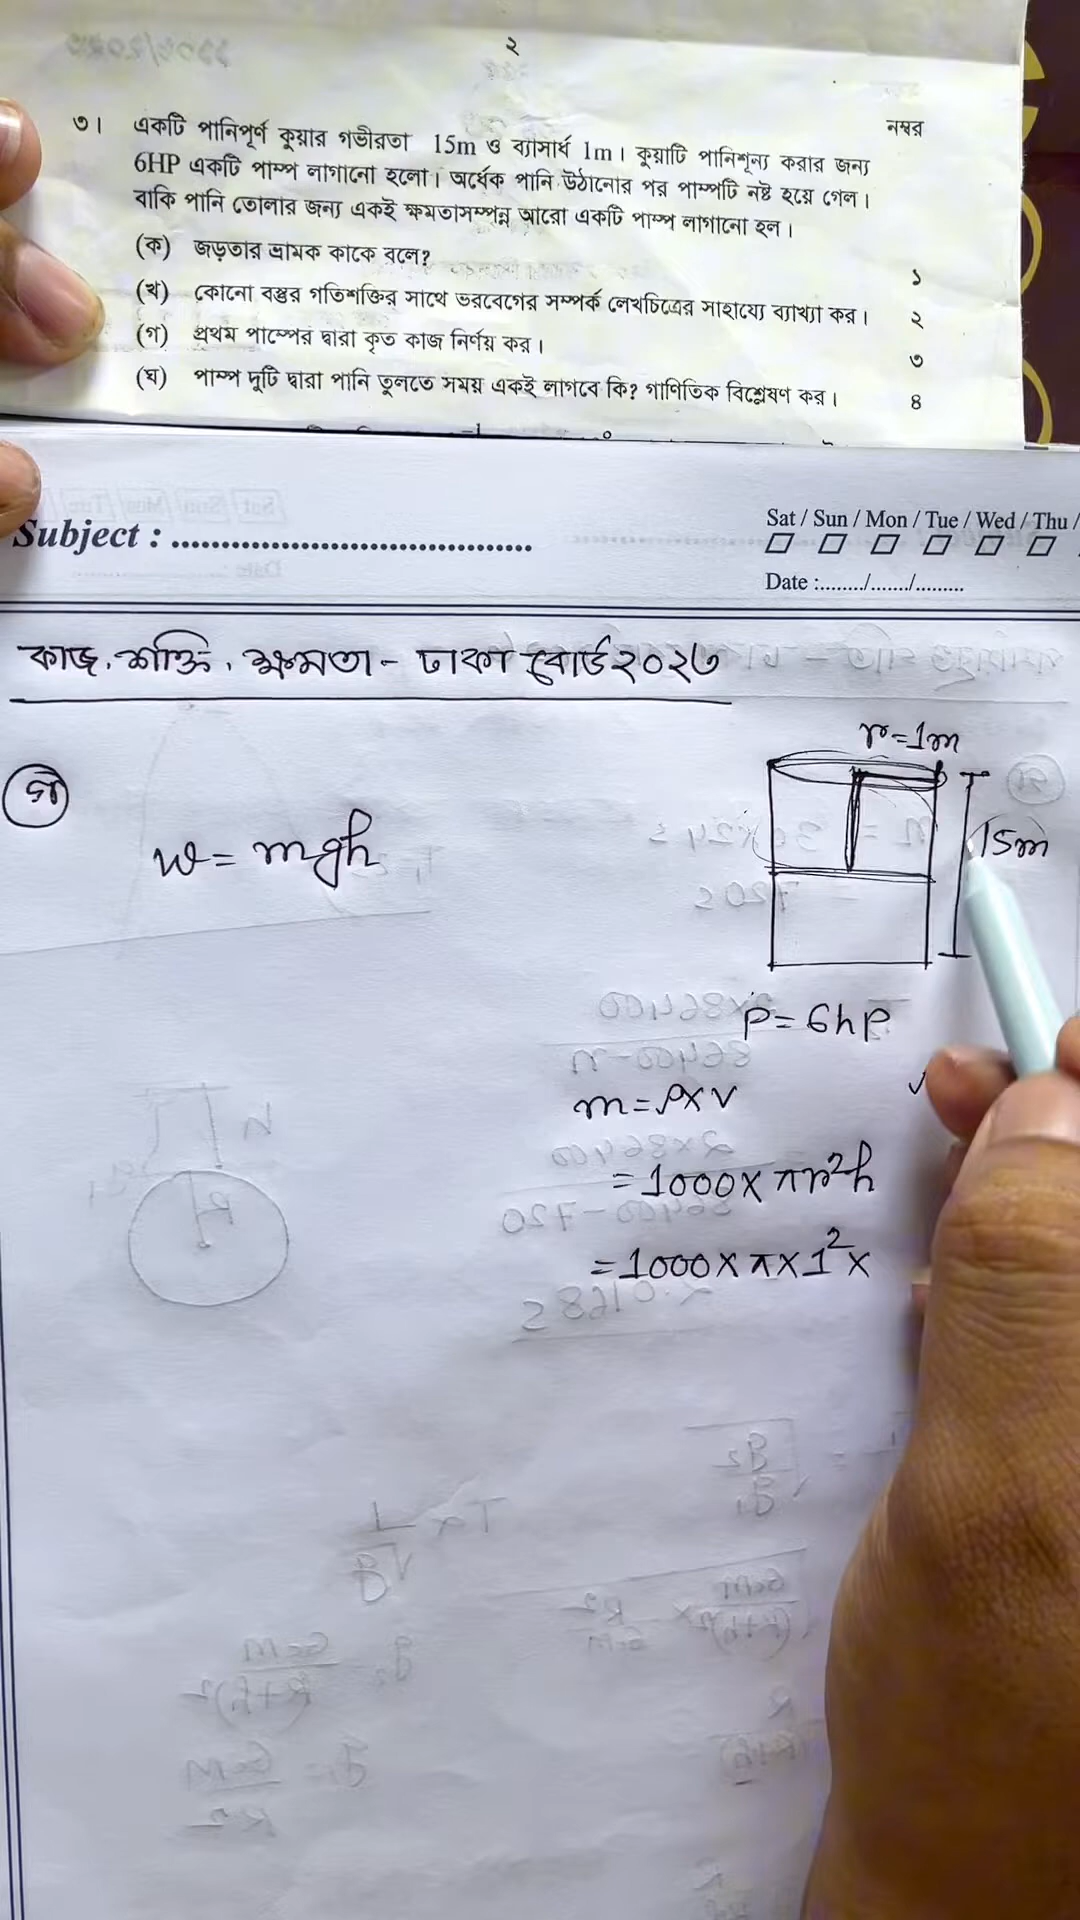 ২
নম্বর
৩। একটি পানিপূর্ণ কুয়ার গভীরতা 15m ও ব্যাসার্ধ 1m। কুয়াটি পানিশূন্য করার জন্য
6HP একটি পাম্প লাগানো হলো। অর্ধেক পানি উঠানোর পর পাম্পটি নষ্ট হয়ে গেল।
বাকি পানি তোলার জন্য একই ক্ষমতাসম্পন্ন আরো একটি পাম্প লাগানো হল।
(ক) জড়তার ভ্রামক কাকে বলে? ১
(খ) কোনো বস্তুর গতিশক্তির সাথে ভরবেগের সম্পর্ক লেখচিত্রের সাহায্যে ব্যাখ্যা কর। ২
(গ) প্রথম পাম্পের দ্বারা কৃত কাজ নির্ণয় কর। ৩
(ঘ) পাম্প দুটি দ্বারা পানি তুলতে সময় একই লাগবে কি? গাণিতিক বিশ্লেষণ কর। ৪
Subject :
Sat / Sun / Mon / Tue / Wed / Thu /
Date :......../......./.........
কাজ, শক্তি, ক্ষমতা - ঢাকা বোর্ড ২০২৩
r=1m
গ
w = mgh
15m
P = 6hp
m = ρ×v
= 1000 × πr²h
= 1000 × π × 1² ×